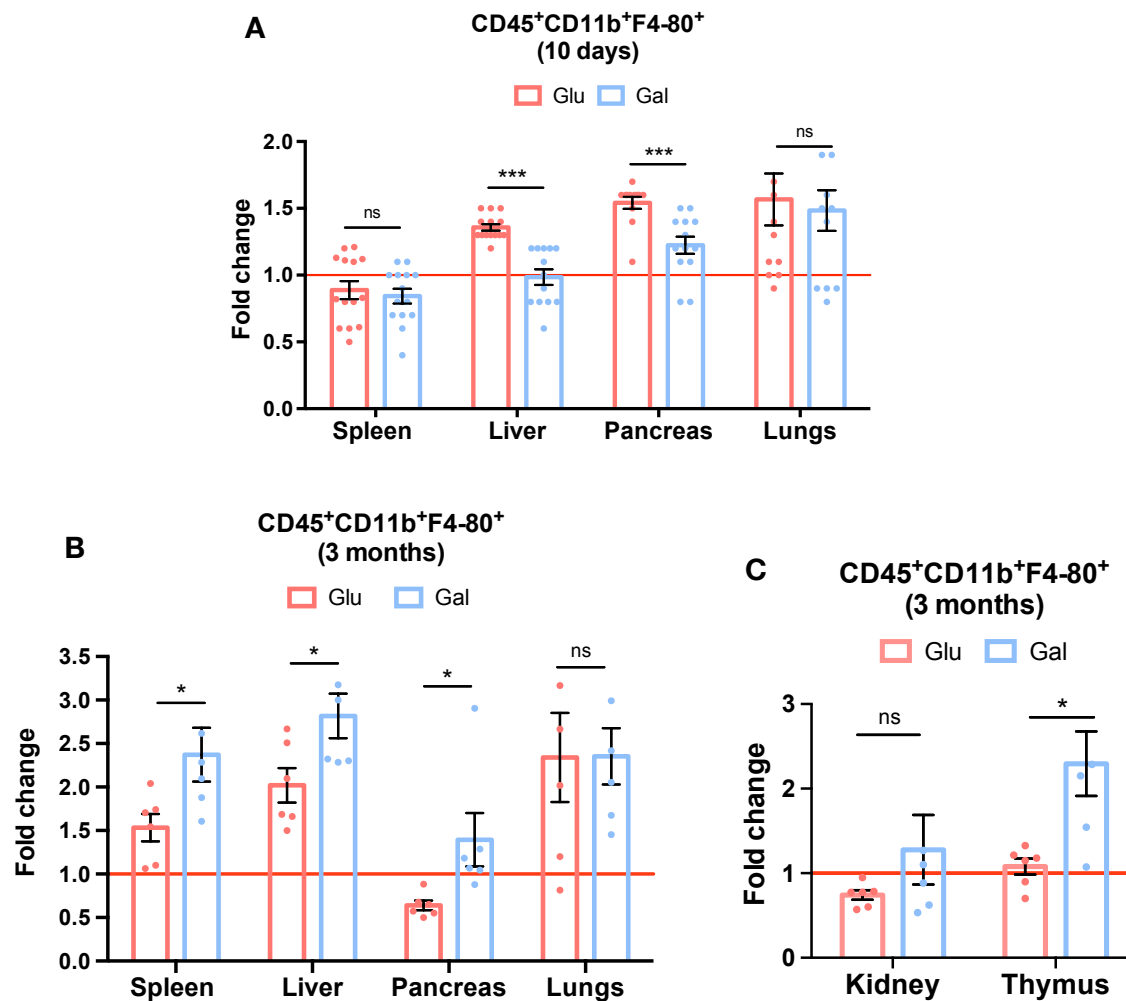 A
CD45+CD11b+F4-80+
(10 days)
Glu Gal
Fold change
2.0
1.5
1.0
0.5
0.0
ns
***
***
ns
Spleen Liver Pancreas Lungs
B
CD45+CD11b+F4-80+
(3 months)
Glu Gal
Fold change
3.5
3.0
2.5
2.0
1.5
1.0
0.5
0.0
*
*
*
ns
Spleen Liver Pancreas Lungs
C
CD45+CD11b+F4-80+
(3 months)
Glu Gal
Fold change
3
2
1
0
ns
*
Kidney Thymus